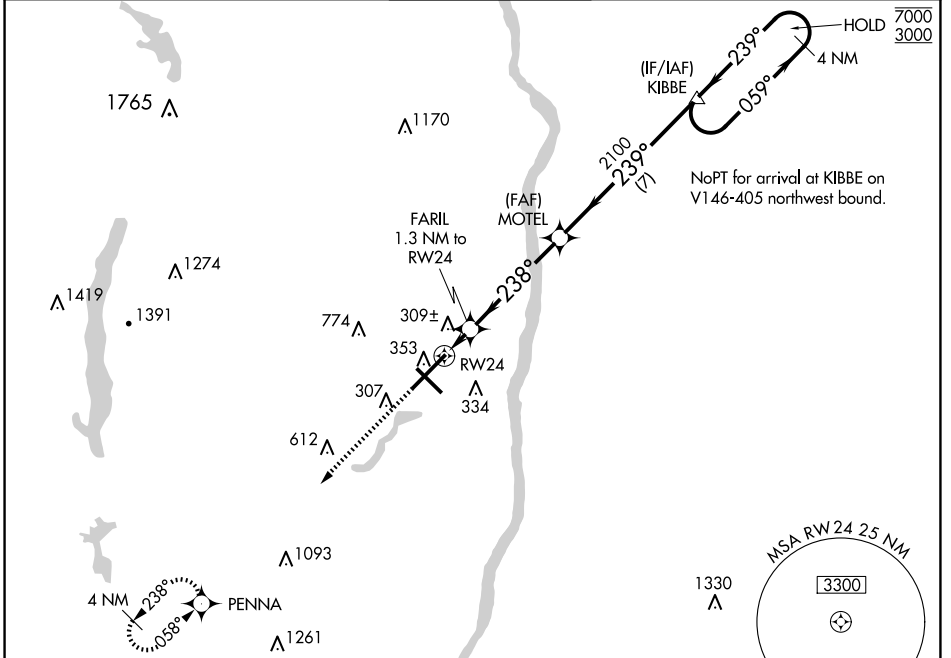 7000
3000
HOLD
4 NM
239°
059°
(IF/IAF)
KIBBE
1765
1170
2100
239°
(7)
NoPT for arrival at KIBBE on
V146-405 northwest bound.
(FAF)
MOTEL
FARIL
1.3 NM to
RW24
238°
1274
1419
1391
774
309±
353
RW24
307
334
612
1093
4 NM
238°
058°
PENNA
1261
1330
MSA RW24 25 NM
3300